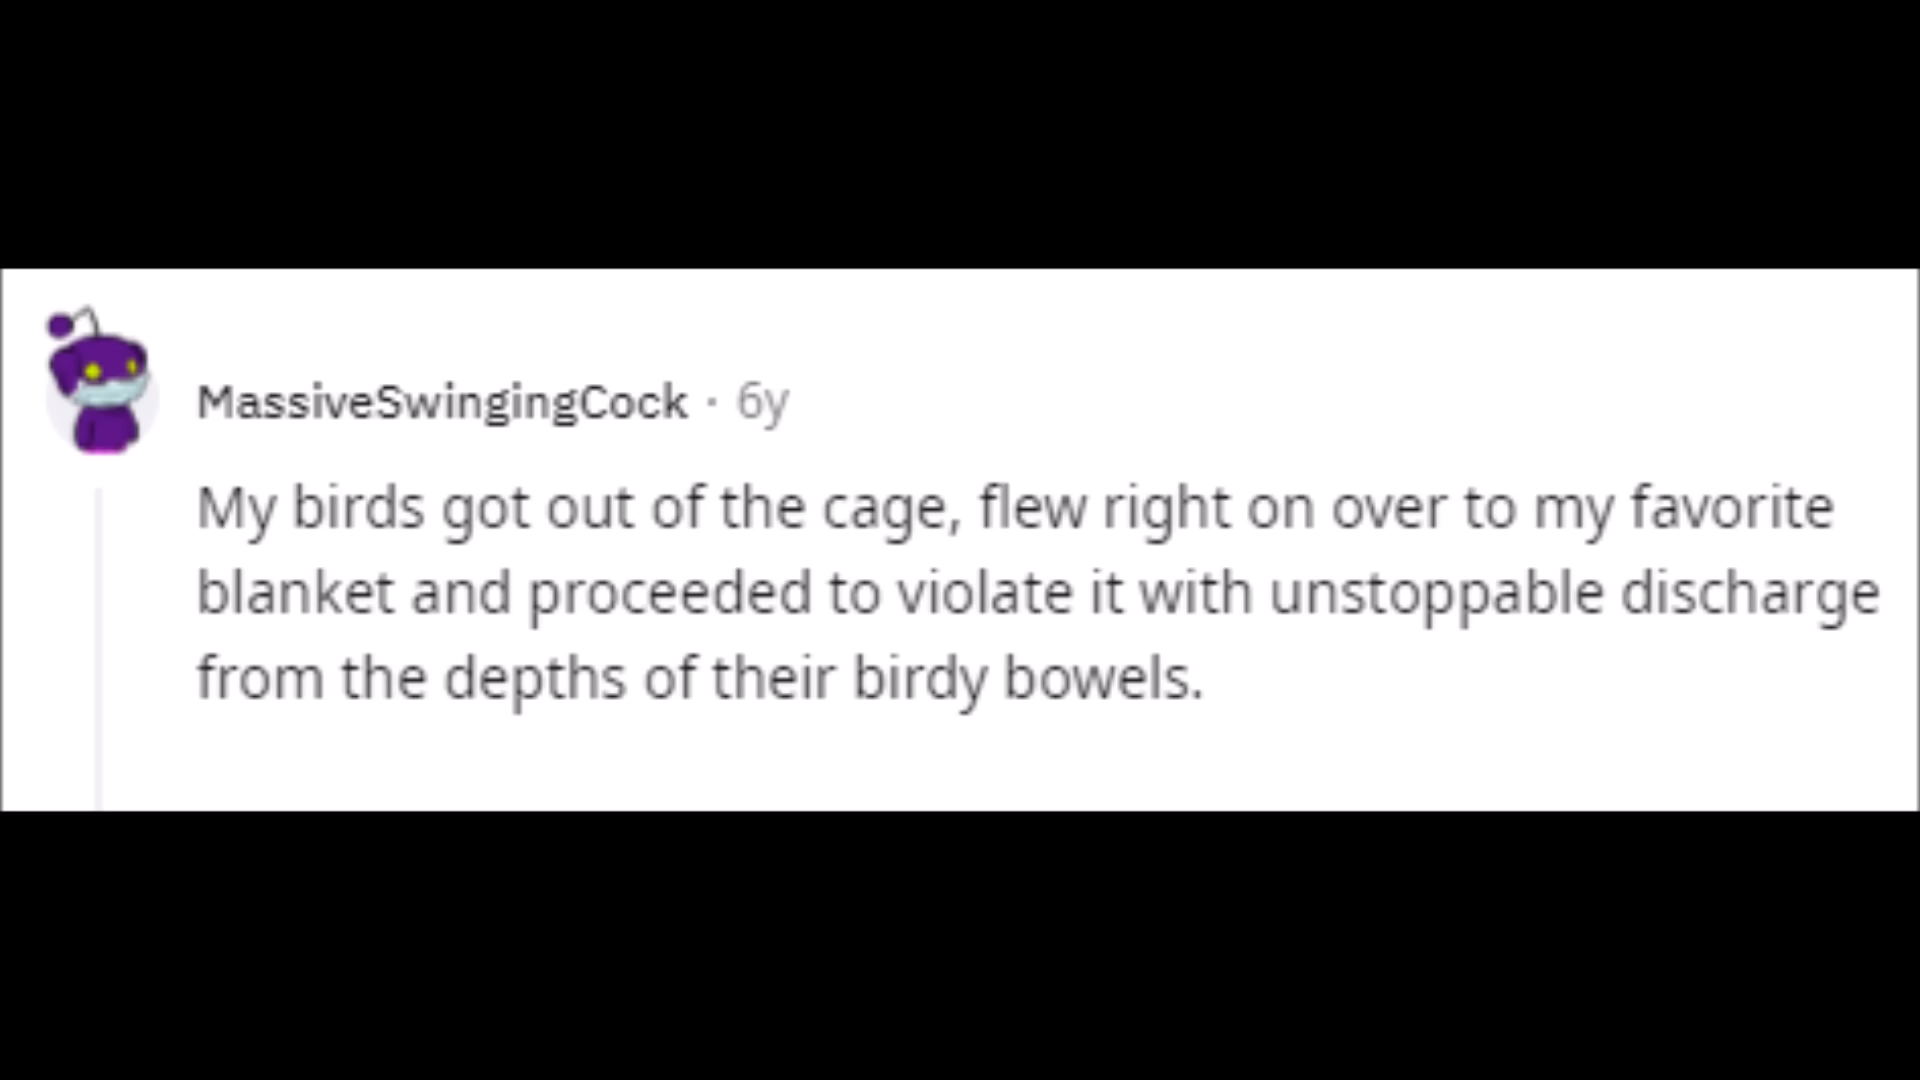 MassiveSwingingCock · 6y
My birds got out of the cage, flew right on over to my favorite
blanket and proceeded to violate it with unstoppable discharge
from the depths of their birdy bowels.